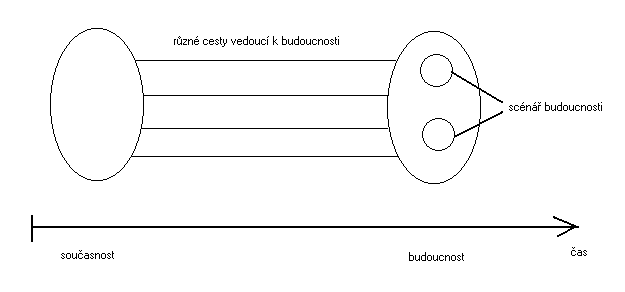 různé cesty vedoucí k budoucnosti
scénář budoucnosti
současnost
budoucnost
čas